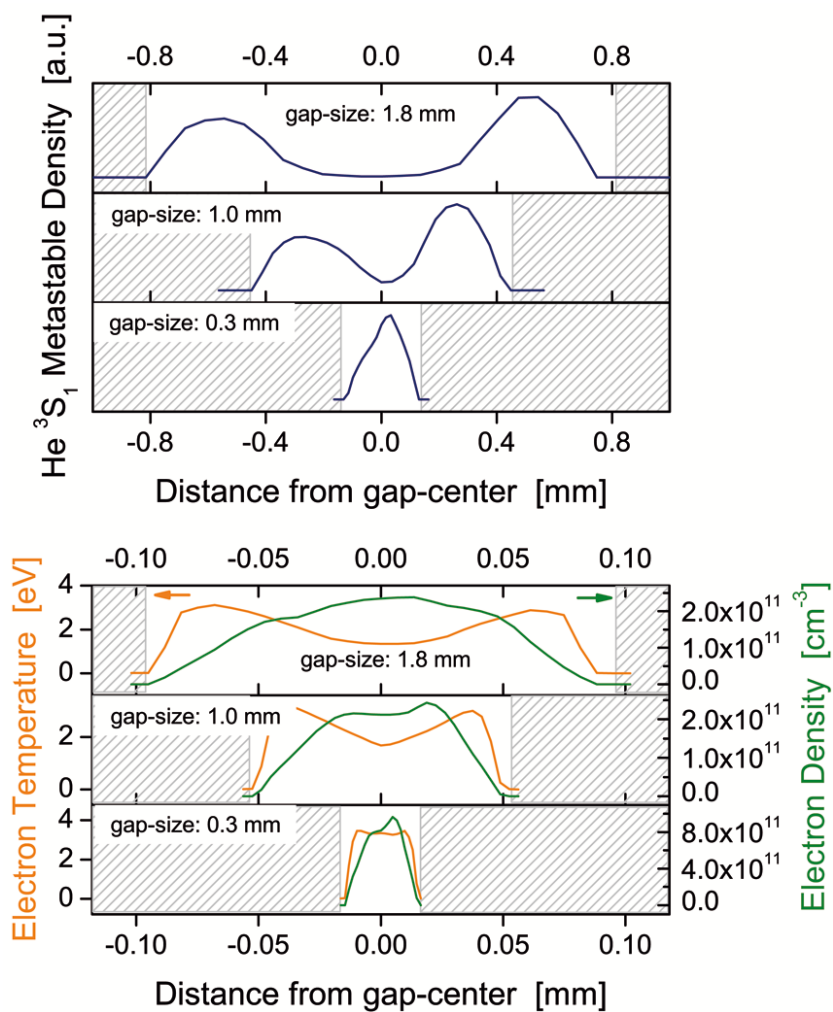 -0.8 -0.4 0.0 0.4 0.8
He ³S₁ Metastable Density [a.u.]
gap-size: 1.8 mm
gap-size: 1.0 mm
gap-size: 0.3 mm
-0.8 -0.4 0.0 0.4 0.8
Distance from gap-center [mm]
-0.10 -0.05 0.00 0.05 0.10
Electron Temperature [eV]
Electron Density [cm⁻³]
4
2
0
gap-size: 1.8 mm
2.0x10¹¹
1.0x10¹¹
0.0
gap-size: 1.0 mm
2
0
2.0x10¹¹
1.0x10¹¹
0.0
gap-size: 0.3 mm
4
2
0
8.0x10¹¹
4.0x10¹¹
0.0
-0.10 -0.05 0.00 0.05 0.10
Distance from gap-center [mm]